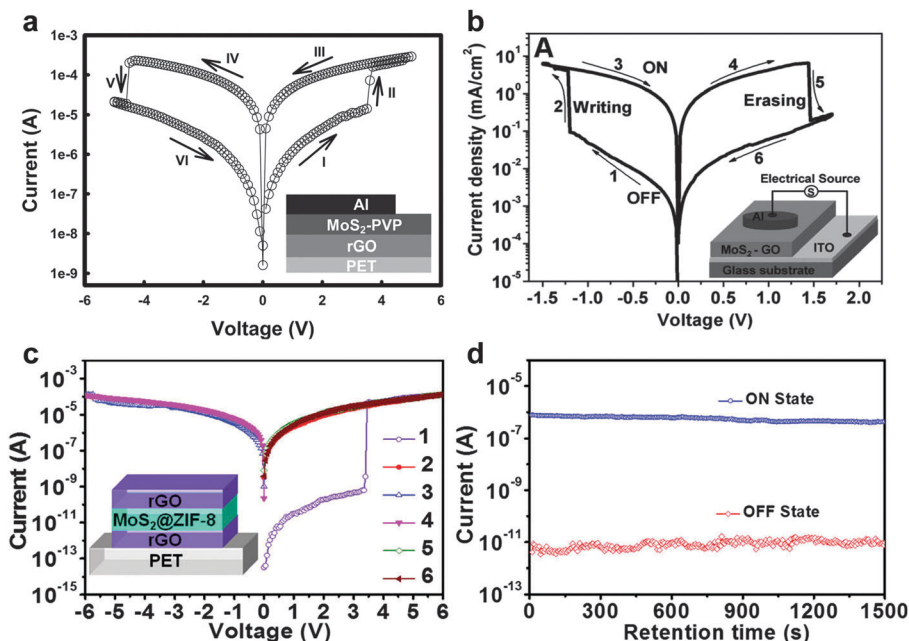 a
1e-3
1e-4
1e-5
1e-6
1e-7
1e-8
1e-9
Current (A)
IV
III
V
II
VI
I
Al
MoS₂-PVP
rGO
PET
-6 -4 -2 0 2 4 6
Voltage (V)
b
A
10²
10¹
10⁰
10⁻¹
10⁻²
10⁻³
10⁻⁴
10⁻⁵
Current density (mA/cm²)
3 ON 4
2 Writing
Erasing 5
1
OFF
6
Electrical Source
S
Al
MoS₂ - GO
ITO
Glass substrate
-1.5 -1.0 -0.5 0.0 0.5 1.0 1.5 2.0
Voltage (V)
c
10⁻³
10⁻⁵
10⁻⁷
10⁻⁹
10⁻¹¹
10⁻¹³
10⁻¹⁵
Current (A)
1
2
3
4
5
6
rGO
MoS₂@ZIF-8
rGO
PET
-6 -5 -4 -3 -2 -1 0 1 2 3 4 5 6
Voltage (V)
d
10⁻⁵
10⁻⁷
10⁻⁹
10⁻¹¹
10⁻¹³
Current (A)
ON State
OFF State
0 300 600 900 1200 1500
Retention time (s)